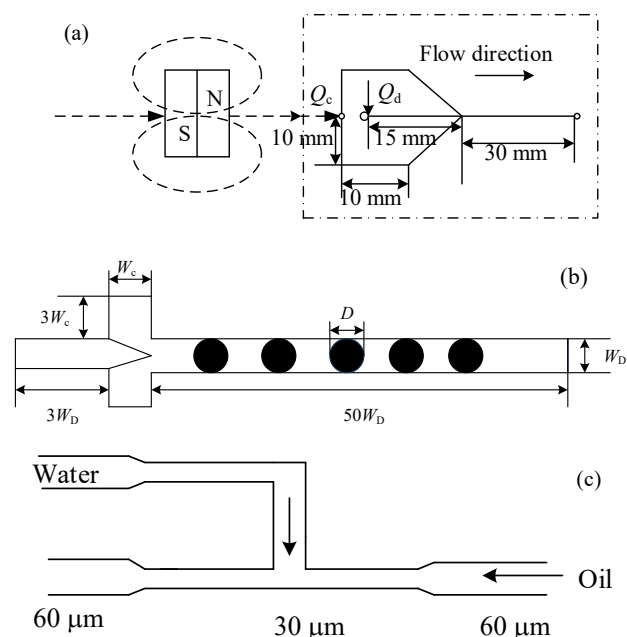 (a)
Flow direction
N
S
Qc
Qd
10 mm
15 mm
30 mm
10 mm
Wc
(b)
3Wc
D
WD
3WD
50WD
(c)
Water
Oil
60 μm
30 μm
60 μm